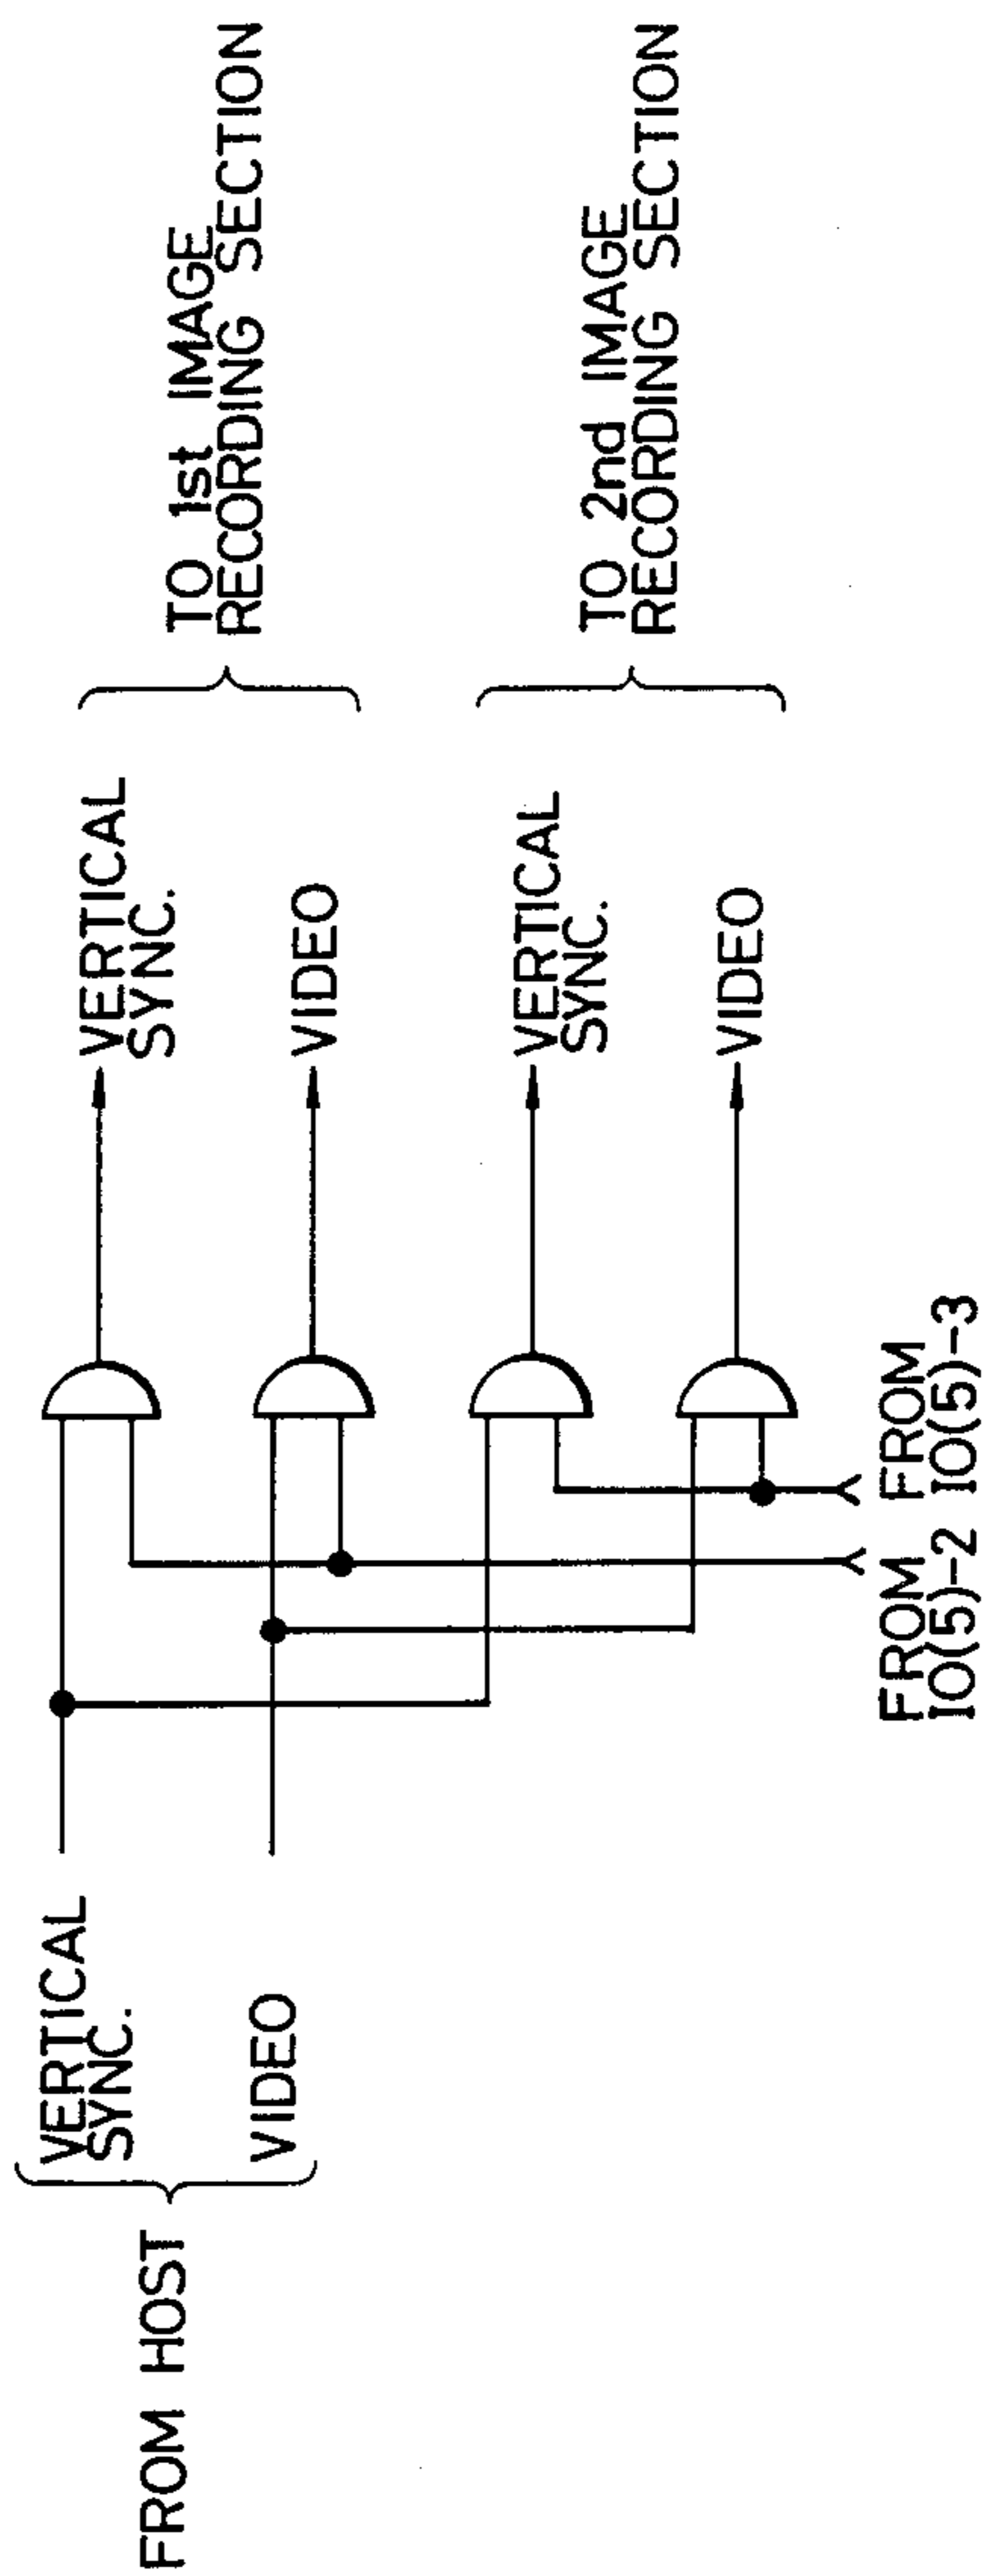 FROM HOST
VERTICAL
SYNC.
VIDEO
FROM
IO(5)-2
FROM
IO(5)-3
VERTICAL
SYNC.
VIDEO
VERTICAL
SYNC.
VIDEO
TO 1st IMAGE
RECORDING SECTION
TO 2nd IMAGE
RECORDING SECTION